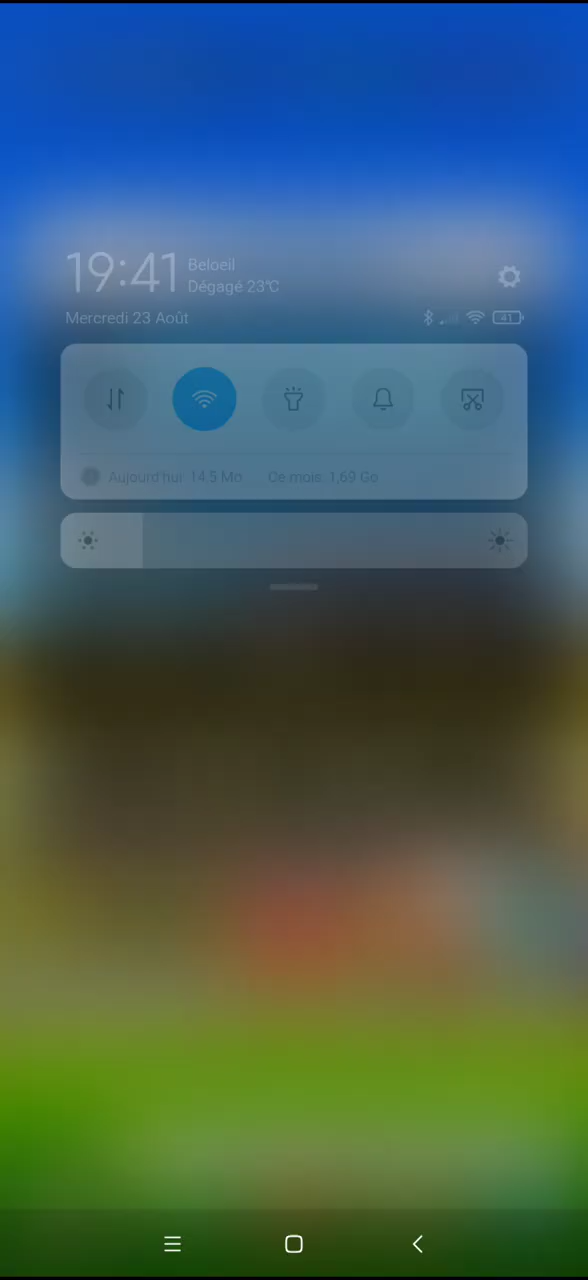 19:41
Beloeil
Dégagé 23°C
Mercredi 23 Août
41
Aujourd'hui: 14,5 Mo Ce mois: 1,69 Go